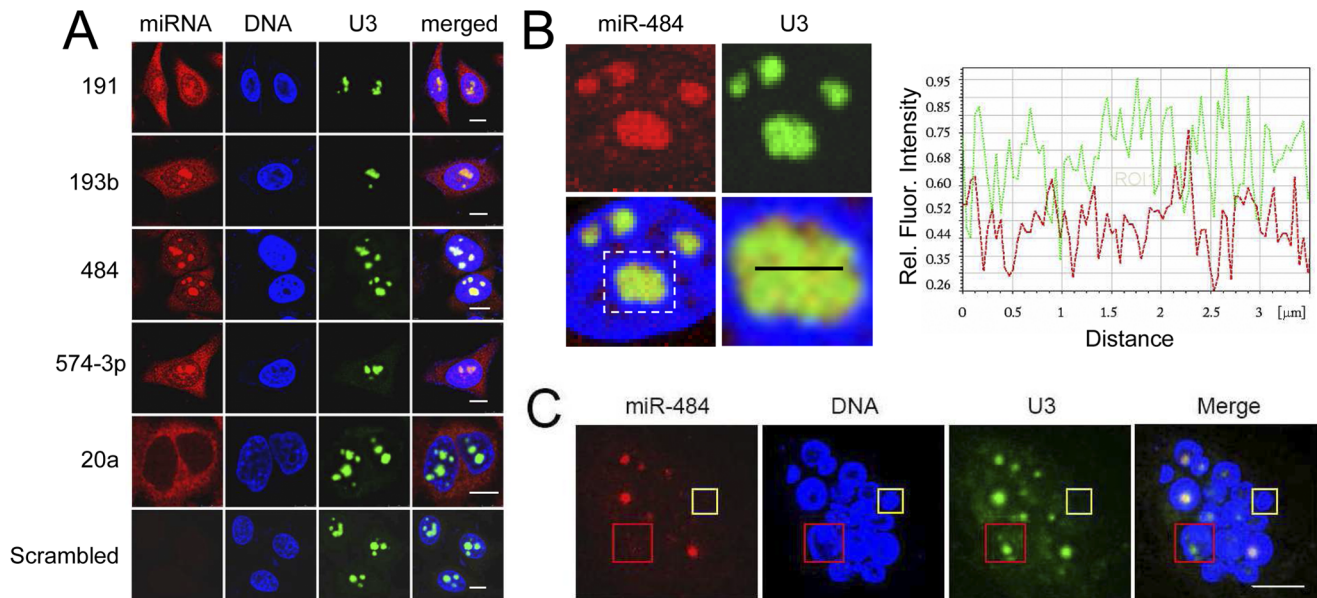 A
miRNA DNA U3 merged
191
193b
484
574-3p
20a
Scrambled
B
miR-484 U3
Rel. Fluor. Intensity
0.95
0.85
0.75
0.68
0.60
0.52
0.44
0.35
0.26
ROI
0 0.5 1 1.5 2 2.5 3 [μm]
Distance
C
miR-484 DNA U3 Merge